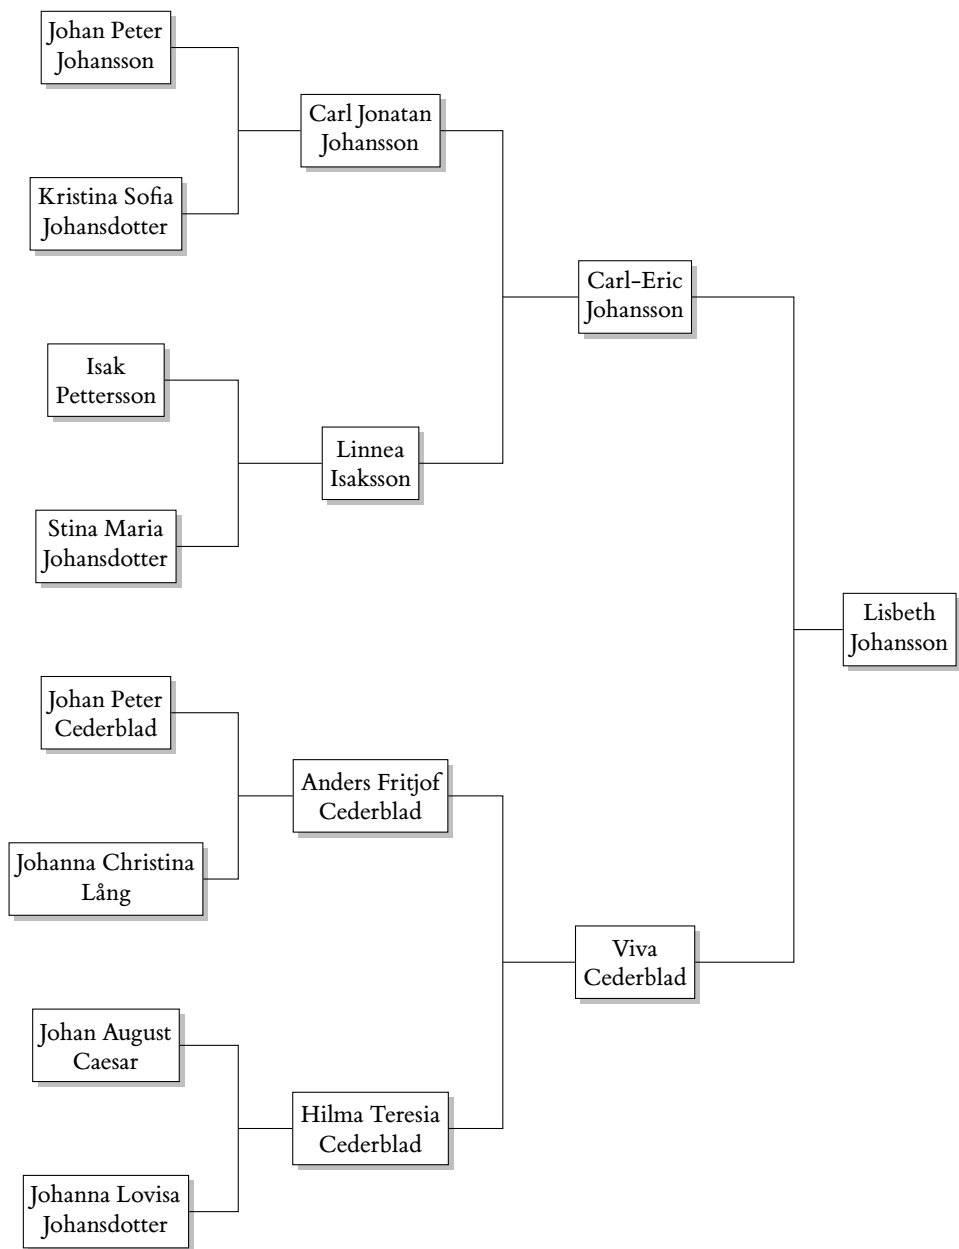 Johan Peter
Johansson
Carl Jonatan
Johansson
Kristina Sofia
Johansdotter
Carl-Eric
Johansson
Isak
Pettersson
Linnea
Isaksson
Stina Maria
Johansdotter
Lisbeth
Johansson
Johan Peter
Cederblad
Anders Fritjof
Cederblad
Johanna Christina
Lång
Viva
Cederblad
Johan August
Caesar
Hilma Teresia
Cederblad
Johanna Lovisa
Johansdotter